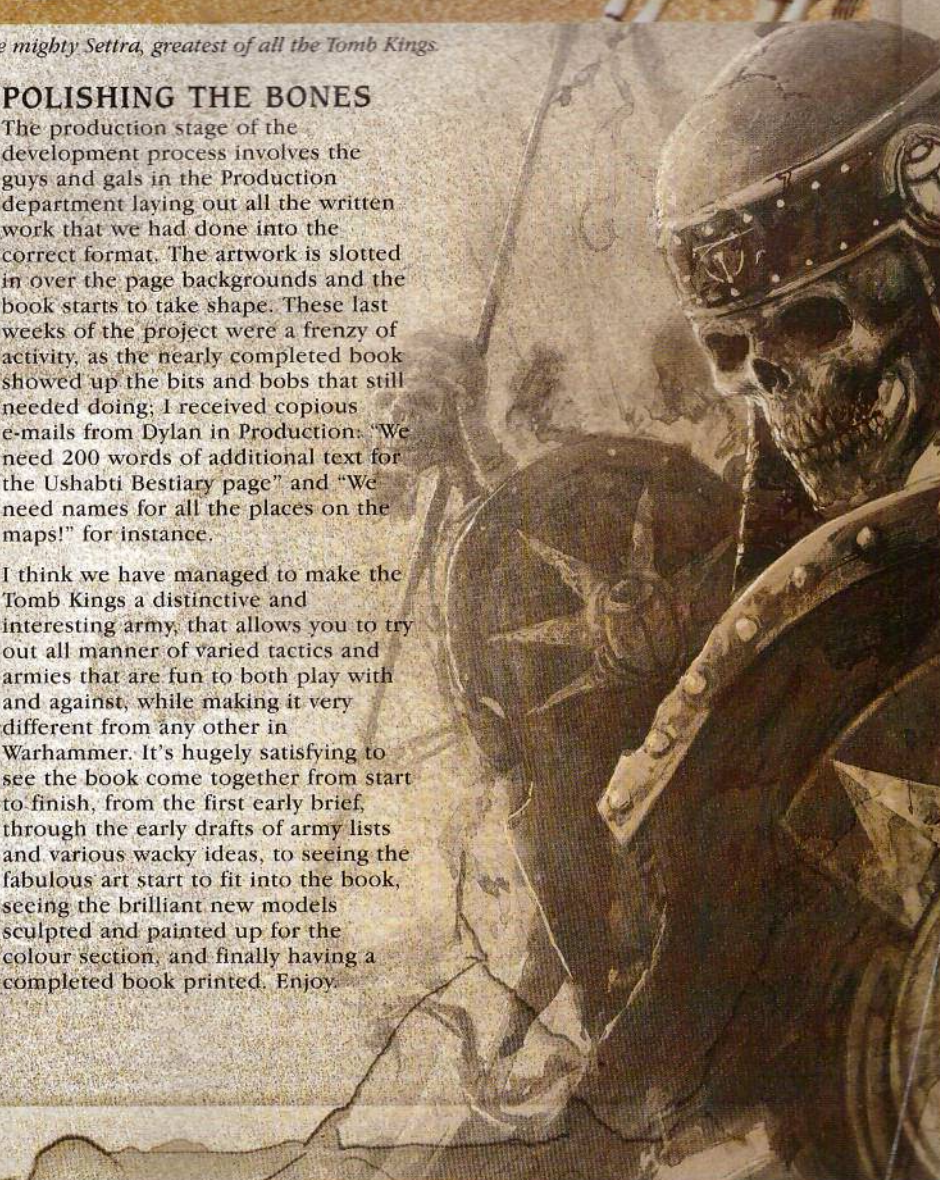 e mighty Settra, greatest of all the Tomb Kings.
POLISHING THE BONES
The production stage of the
development process involves the
guys and gals in the Production
department laying out all the written
work that we had done into the
correct format. The artwork is slotted
in over the page backgrounds and the
book starts to take shape. These last
weeks of the project were a frenzy of
activity, as the nearly completed book
showed up the bits and bobs that still
needed doing; I received copious
e-mails from Dylan in Production: “We
need 200 words of additional text for
the Ushabti Bestiary page” and “We
need names for all the places on the
maps!” for instance.
I think we have managed to make the
Tomb Kings a distinctive and
interesting army, that allows you to try
out all manner of varied tactics and
armies that are fun to both play with
and against, while making it very
different from any other in
Warhammer. It's hugely satisfying to
see the book come together from start
to finish, from the first early brief,
through the early drafts of army lists
and various wacky ideas, to seeing the
fabulous art start to fit into the book,
seeing the brilliant new models
sculpted and painted up for the
colour section, and finally having a
completed book printed. Enjoy.